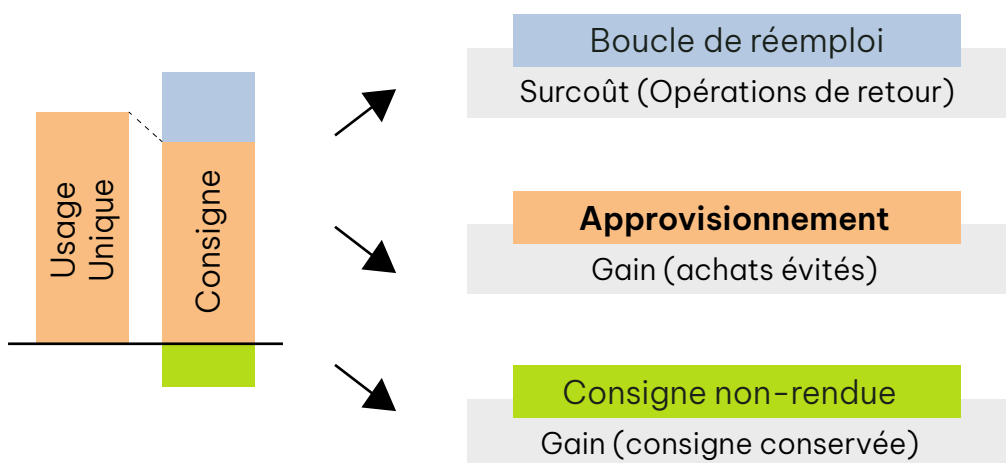 Usage
Unique
Consigne
Boucle de réemploi
Surcoût (Opérations de retour)
Approvisionnement
Gain (achats évités)
Consigne non-rendue
Gain (consigne conservée)